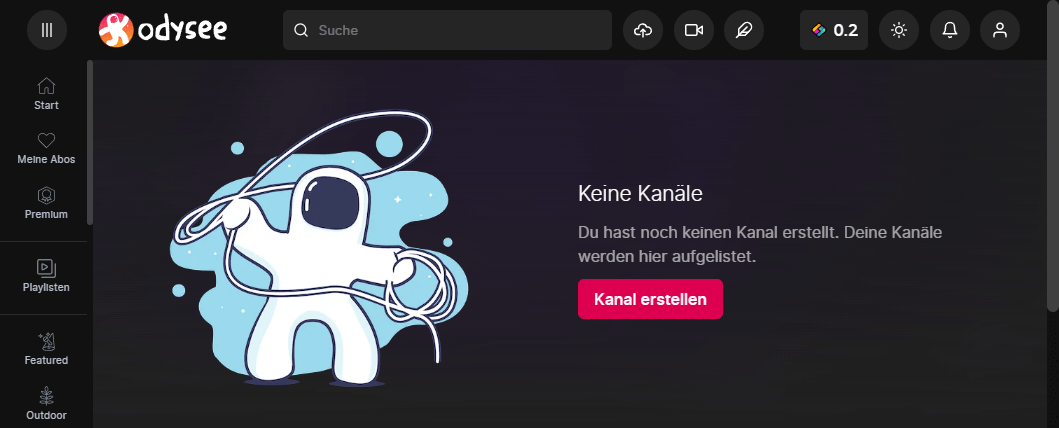 odysee
Suche
0.2
Start
Meine Abos
Premium
Playlisten
Featured
Outdoor
Keine Kanäle
Du hast noch keinen Kanal erstellt. Deine Kanäle
werden hier aufgelistet.
Kanal erstellen